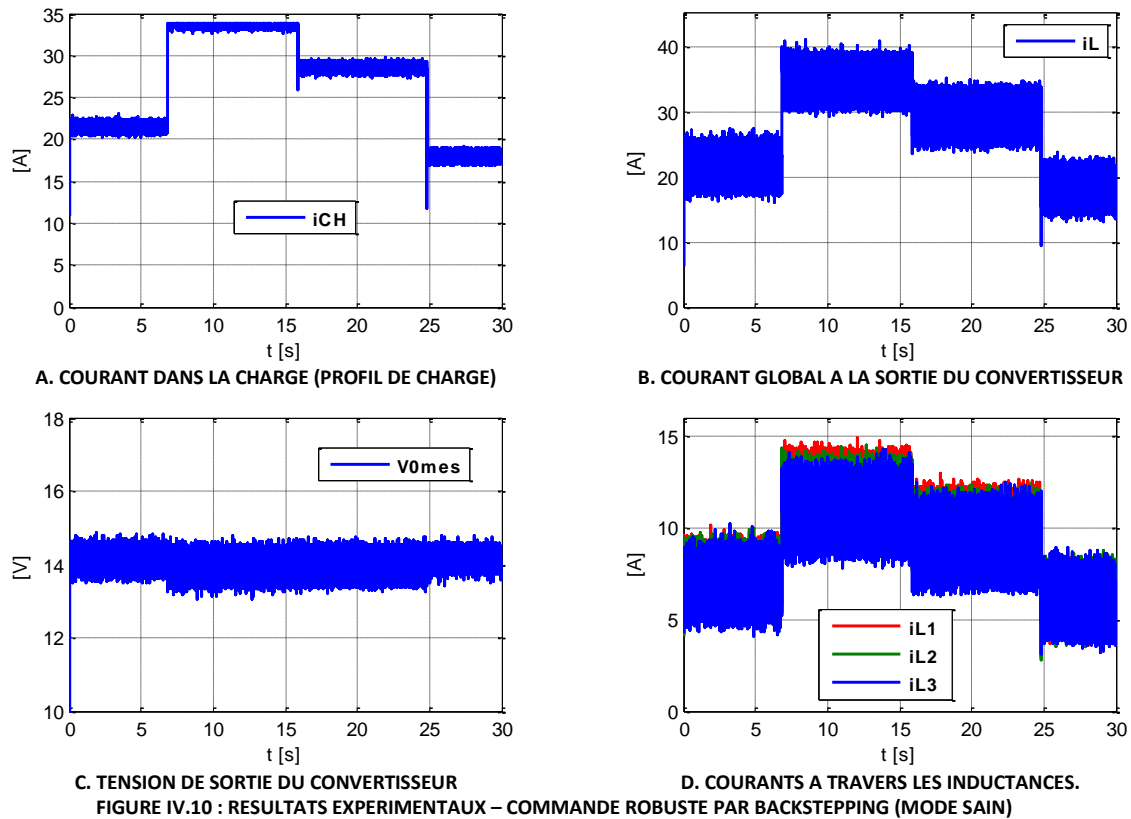 35
30
25
20
15
10
5
0
[A]
iCH
0 5 10 15 20 25 30
t [s]
A. COURANT DANS LA CHARGE (PROFIL DE CHARGE)
40
30
20
10
0
[A]
iL
0 5 10 15 20 25 30
t [s]
B. COURANT GLOBAL A LA SORTIE DU CONVERTISSEUR
18
16
14
12
10
[V]
V0mes
0 5 10 15 20 25 30
t [s]
C. TENSION DE SORTIE DU CONVERTISSEUR
15
10
5
0
[A]
iL1
iL2
iL3
0 5 10 15 20 25 30
t [s]
D. COURANTS A TRAVERS LES INDUCTANCES.
FIGURE IV.10 : RESULTATS EXPERIMENTAUX – COMMANDE ROBUSTE PAR BACKSTEPPING (MODE SAIN)